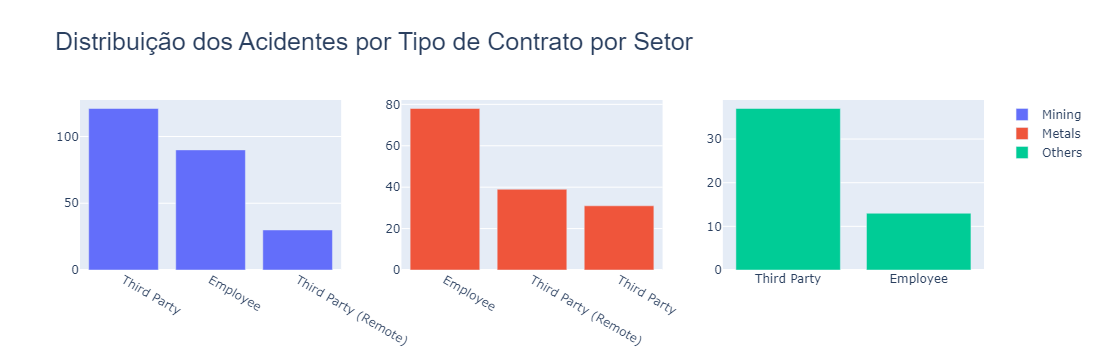 Distribuição dos Acidentes por Tipo de Contrato por Setor
100
50
0
Third Party
Employee
Third Party (Remote)
80
60
40
20
0
Employee
Third Party (Remote)
Third Party
30
20
10
0
Third Party
Employee
Mining
Metals
Others